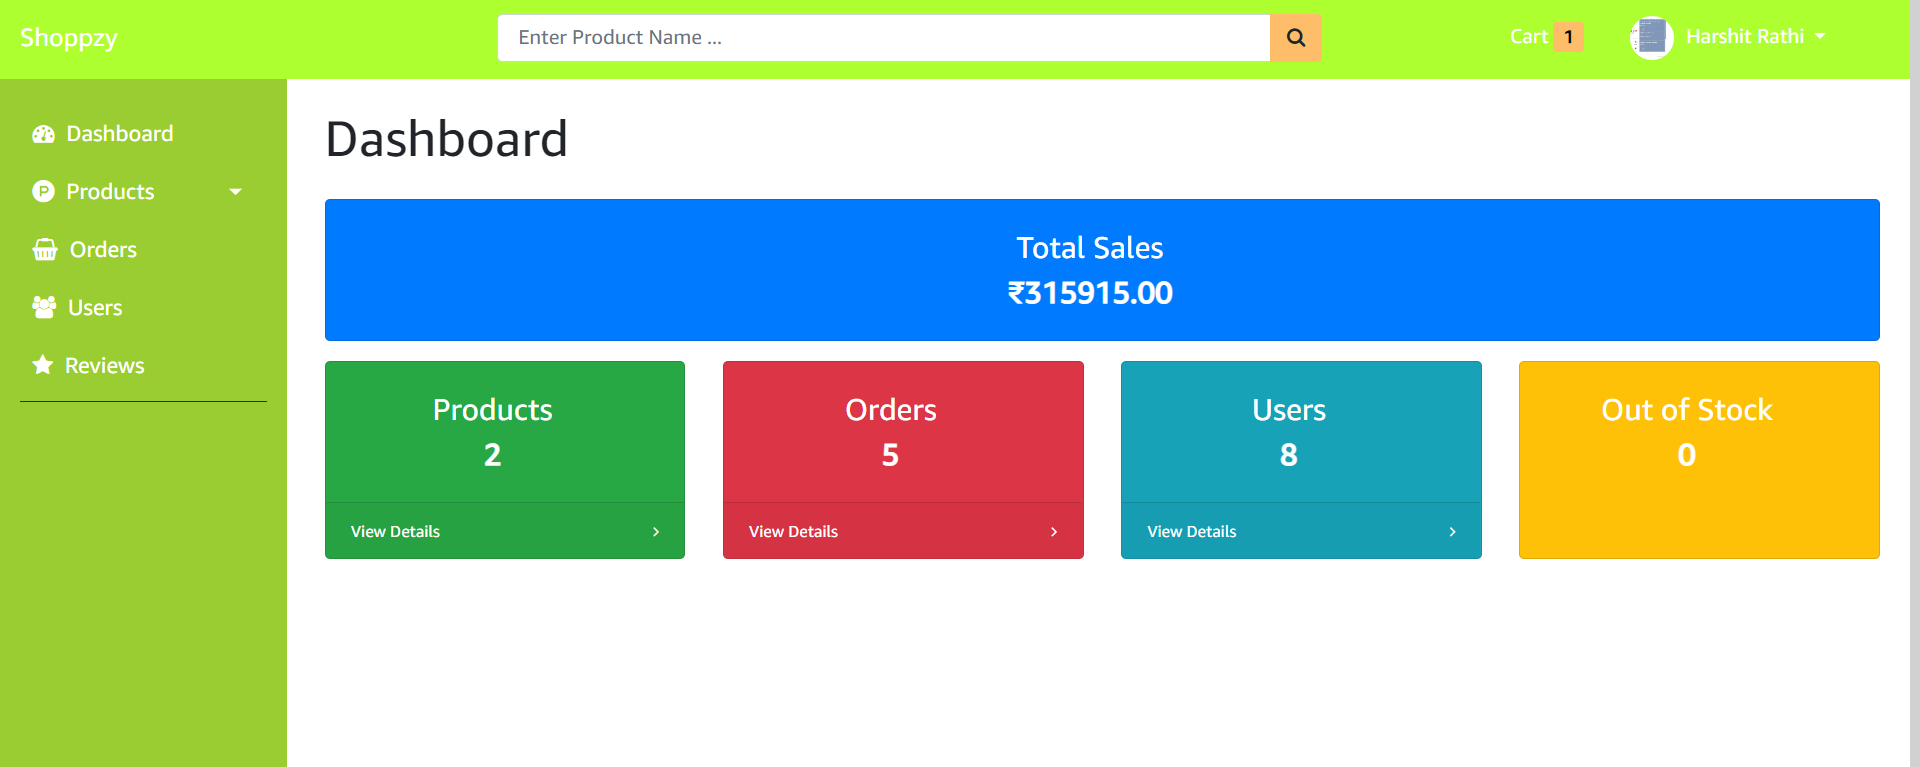 Shoppzy
Enter Product Name ...
Cart 1
Harshit Rathi
Dashboard
Products
Orders
Users
Reviews
Dashboard
Total Sales
₹315915.00
Products
2
View Details
Orders
5
View Details
Users
8
View Details
Out of Stock
0